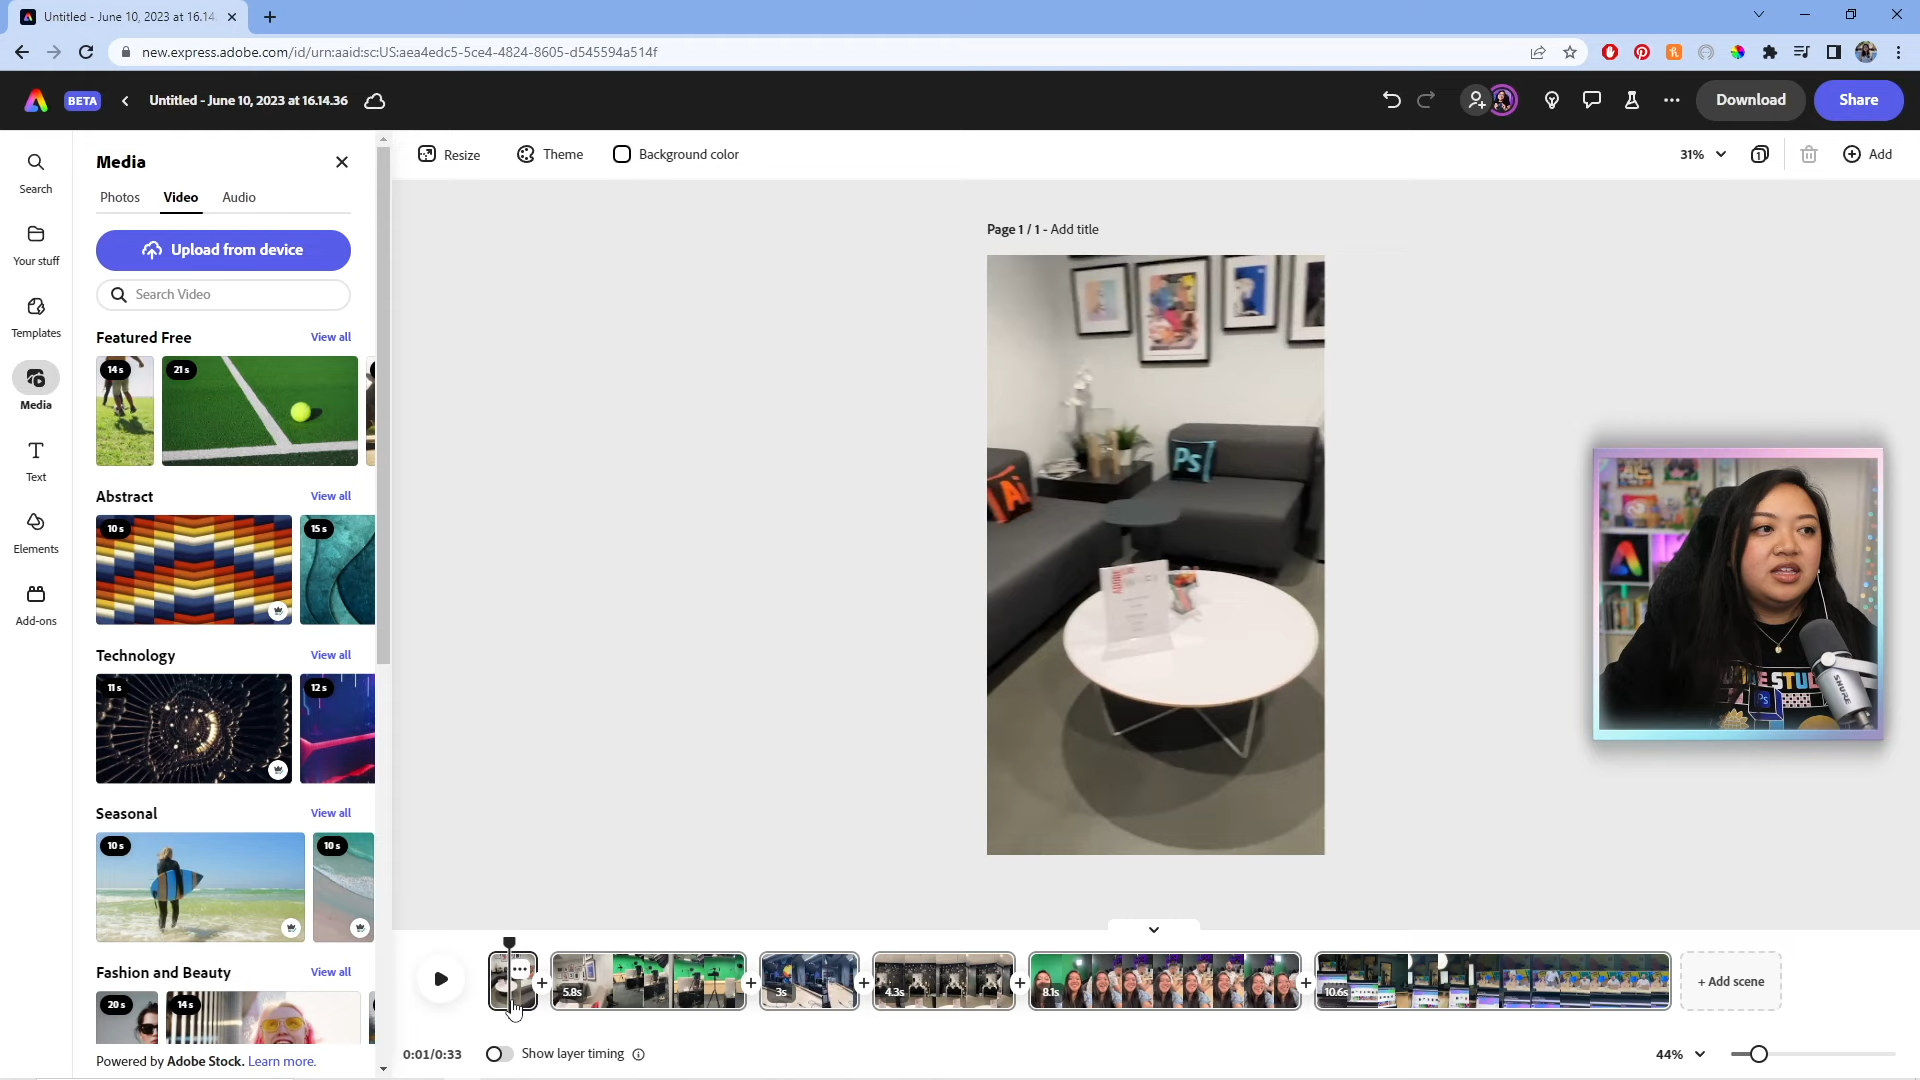 Untitled - June 10, 2023 at 16.14.
new.express.adobe.com/id/urn:aaid:sc:US:aea4edc5-5ce4-4824-8605-d545594a514f
BETA
Untitled - June 10, 2023 at 16.14.36
Download
Share
Search
Your stuff
Templates
Media
Text
Elements
Add-ons
Media
Photos
Video
Audio
Upload from device
Search Video
Featured Free
View all
14 s
21 s
Abstract
View all
10 s
15 s
Technology
View all
11 s
12 s
Seasonal
View all
10 s
10 s
Fashion and Beauty
View all
20 s
14 s
Powered by Adobe Stock. Learn more.
Resize
Theme
Background color
31%
1
Add
Page 1 / 1 - Add title
Ps
Ai
SHURE
Ps
5.8s
3s
4.3s
8.1s
10.6s
+ Add scene
0:01/0:33
Show layer timing
44%